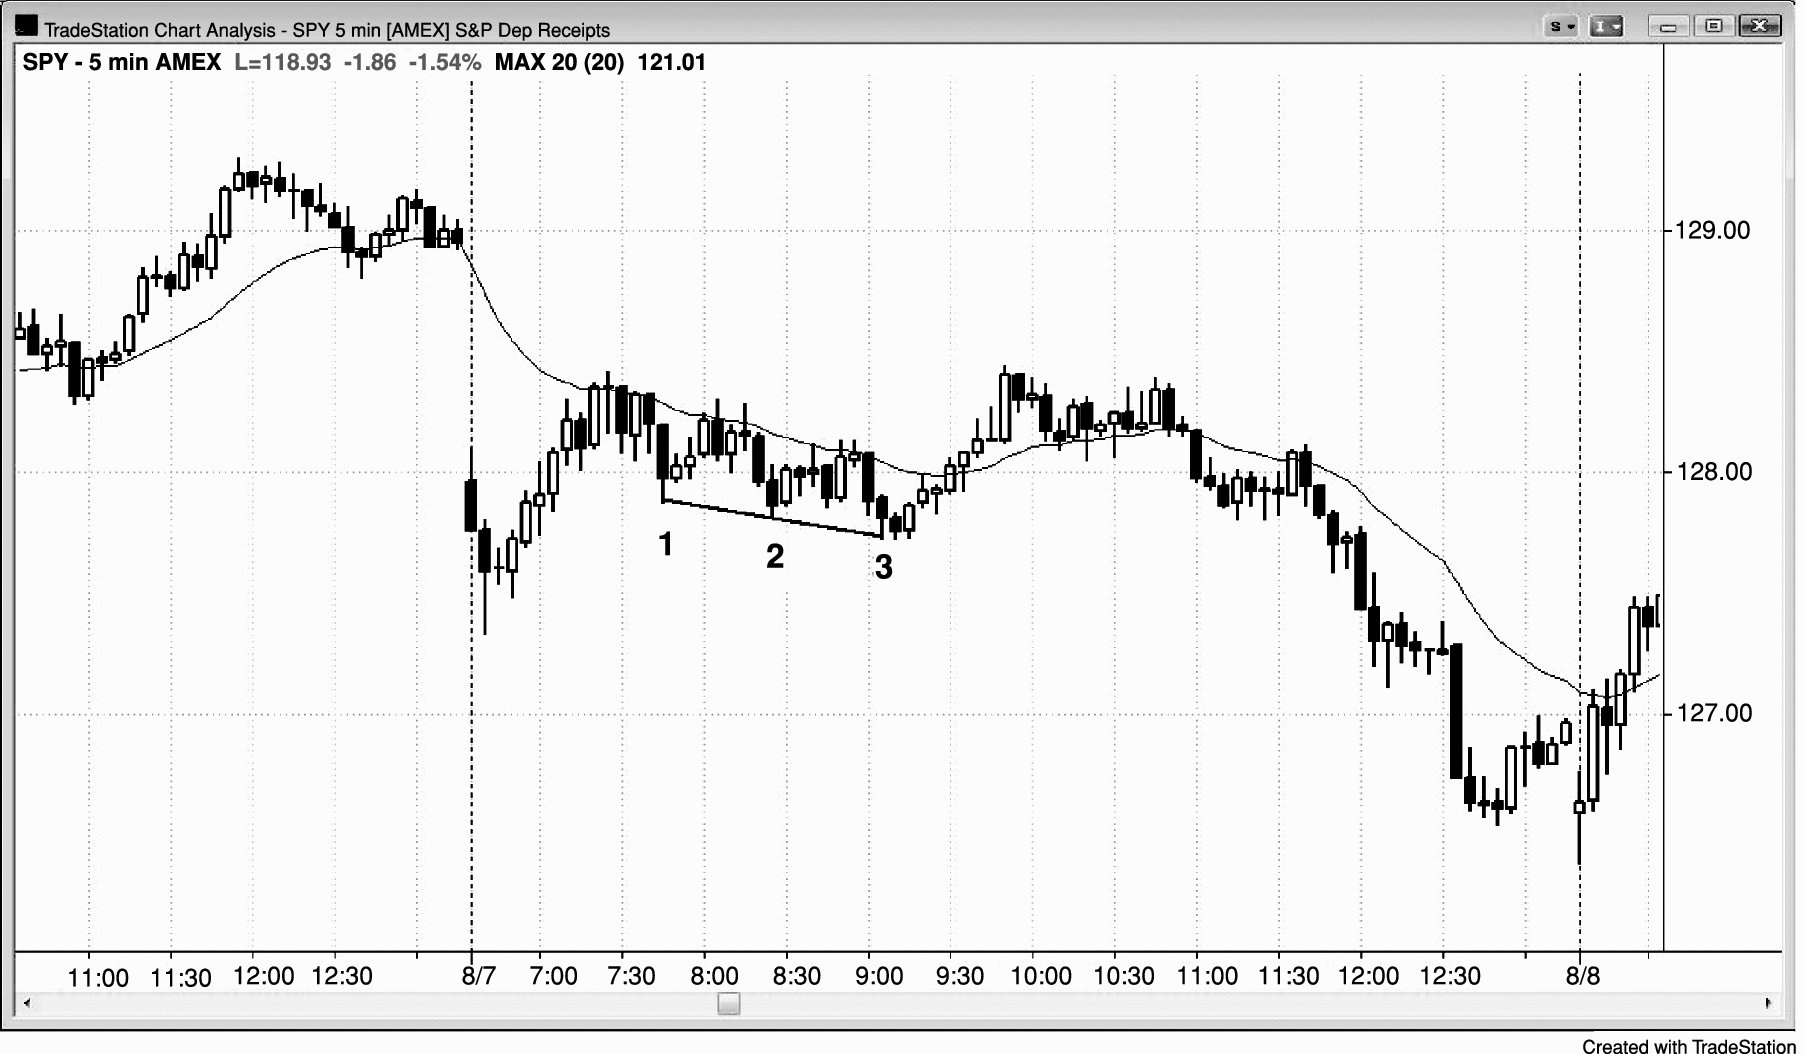 TradeStation Chart Analysis - SPY 5 min [AMEX] S&P Dep Receipts
S I
SPY - 5 min AMEX L=118.93 -1.86 -1.54% MAX 20 (20) 121.01
129.00
128.00
1
2
3
127.00
11:00 11:30 12:00 12:30 8/7 7:00 7:30 8:00 8:30 9:00 9:30 10:00 10:30 11:00 11:30 12:00 12:30 8/8
Created with TradeStation